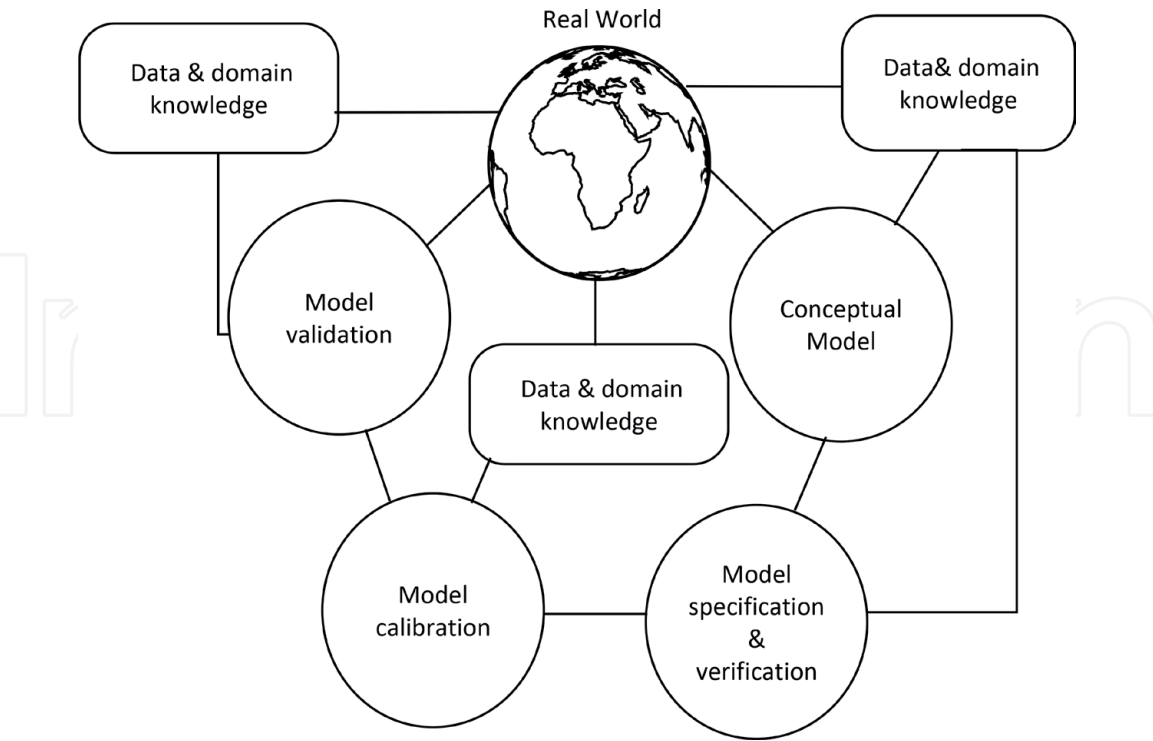 Real World
Data & domain
knowledge
Data& domain
knowledge
Model
validation
Conceptual
Model
Data & domain
knowledge
Model
calibration
Model
specification
&
verification